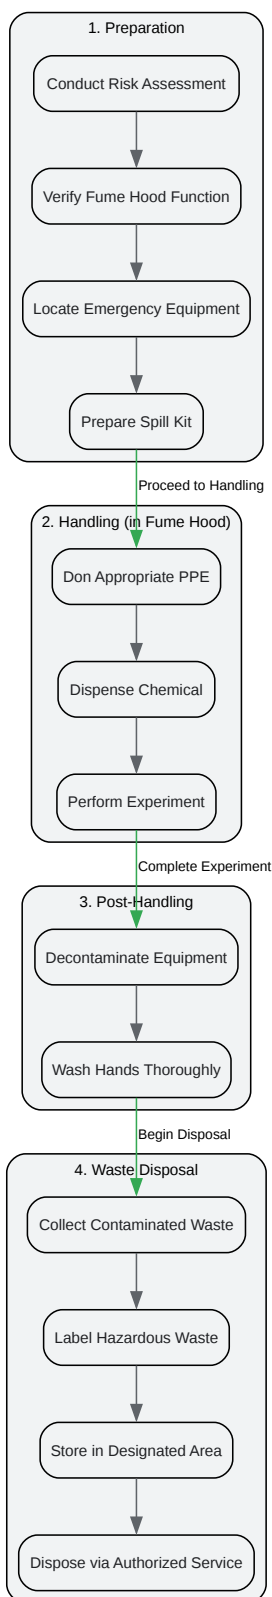 1. Preparation
Conduct Risk Assessment
Verify Fume Hood Function
Locate Emergency Equipment
Prepare Spill Kit
Proceed to Handling
2. Handling (in Fume Hood)
Don Appropriate PPE
Dispense Chemical
Perform Experiment
Complete Experiment
3. Post-Handling
Decontaminate Equipment
Wash Hands Thoroughly
Begin Disposal
4. Waste Disposal
Collect Contaminated Waste
Label Hazardous Waste
Store in Designated Area
Dispose via Authorized Service